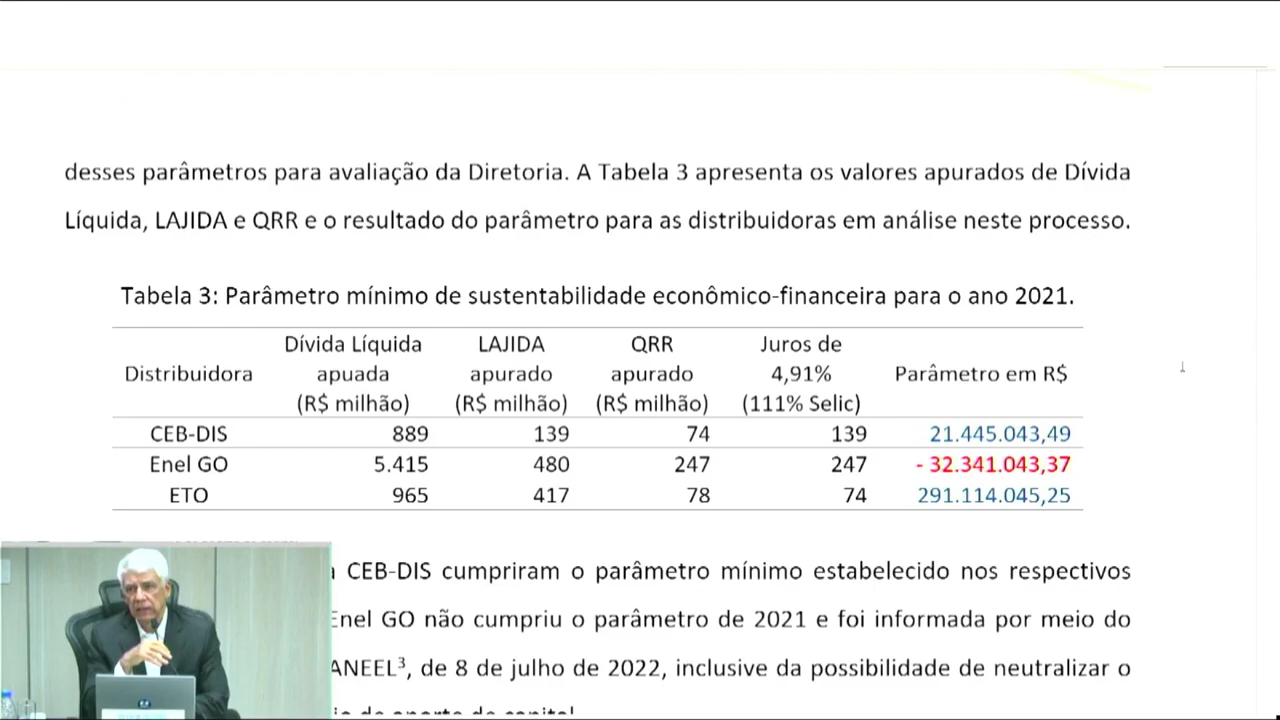 desses parâmetros para avaliação da Diretoria. A Tabela 3 apresenta os valores apurados de Dívida
Líquida, LAJIDA e QRR e o resultado do parâmetro para as distribuidoras em análise neste processo.
Tabela 3: Parâmetro mínimo de sustentabilidade econômico-financeira para o ano 2021.
Dívida Líquida LAJIDA QRR Juros de
Distribuidora apuada apurado apurado 4,91% Parâmetro em R$
(R$ milhão) (R$ milhão) (R$ milhão) (111% Selic)
CEB-DIS 889 139 74 139 21.445.043,49
Enel GO 5.415 480 247 247 - 32.341.043,37
ETO 965 417 78 74 291.114.045,25
CEB-DIS cumpriram o parâmetro mínimo estabelecido nos respectivos
Enel GO não cumpriu o parâmetro de 2021 e foi informada por meio do
ANEEL³, de 8 de julho de 2022, inclusive da possibilidade de neutralizar o
de aporte de capital